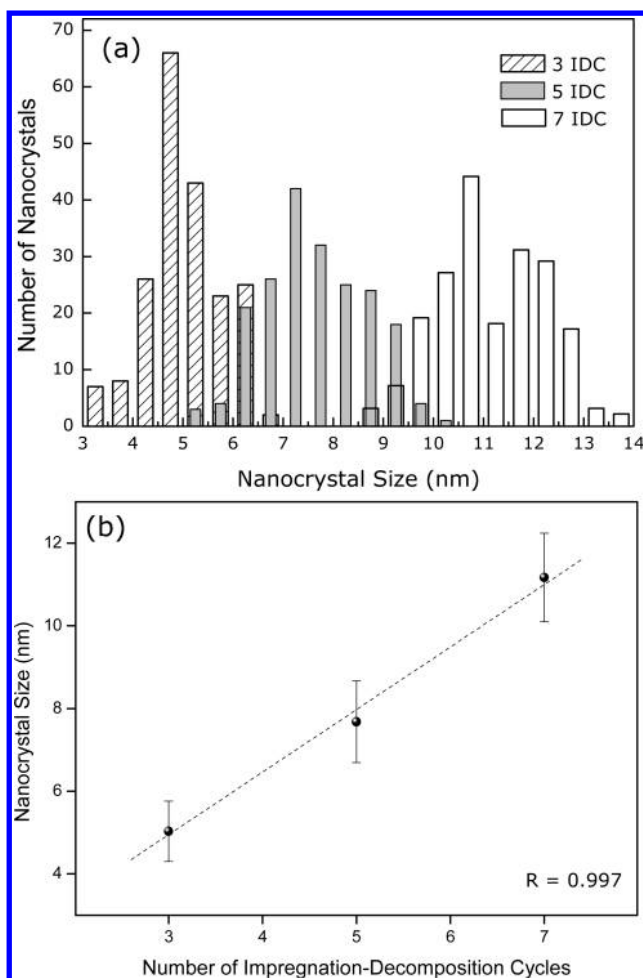 (a)
3 IDC
5 IDC
7 IDC
Number of Nanocrystals
70
60
50
40
30
20
10
0
3 4 5 6 7 8 9 10 11 12 13 14
Nanocrystal Size (nm)
(b)
Nanocrystal Size (nm)
12
10
8
6
4
R = 0.997
3 4 5 6 7
Number of Impregnation-Decomposition Cycles